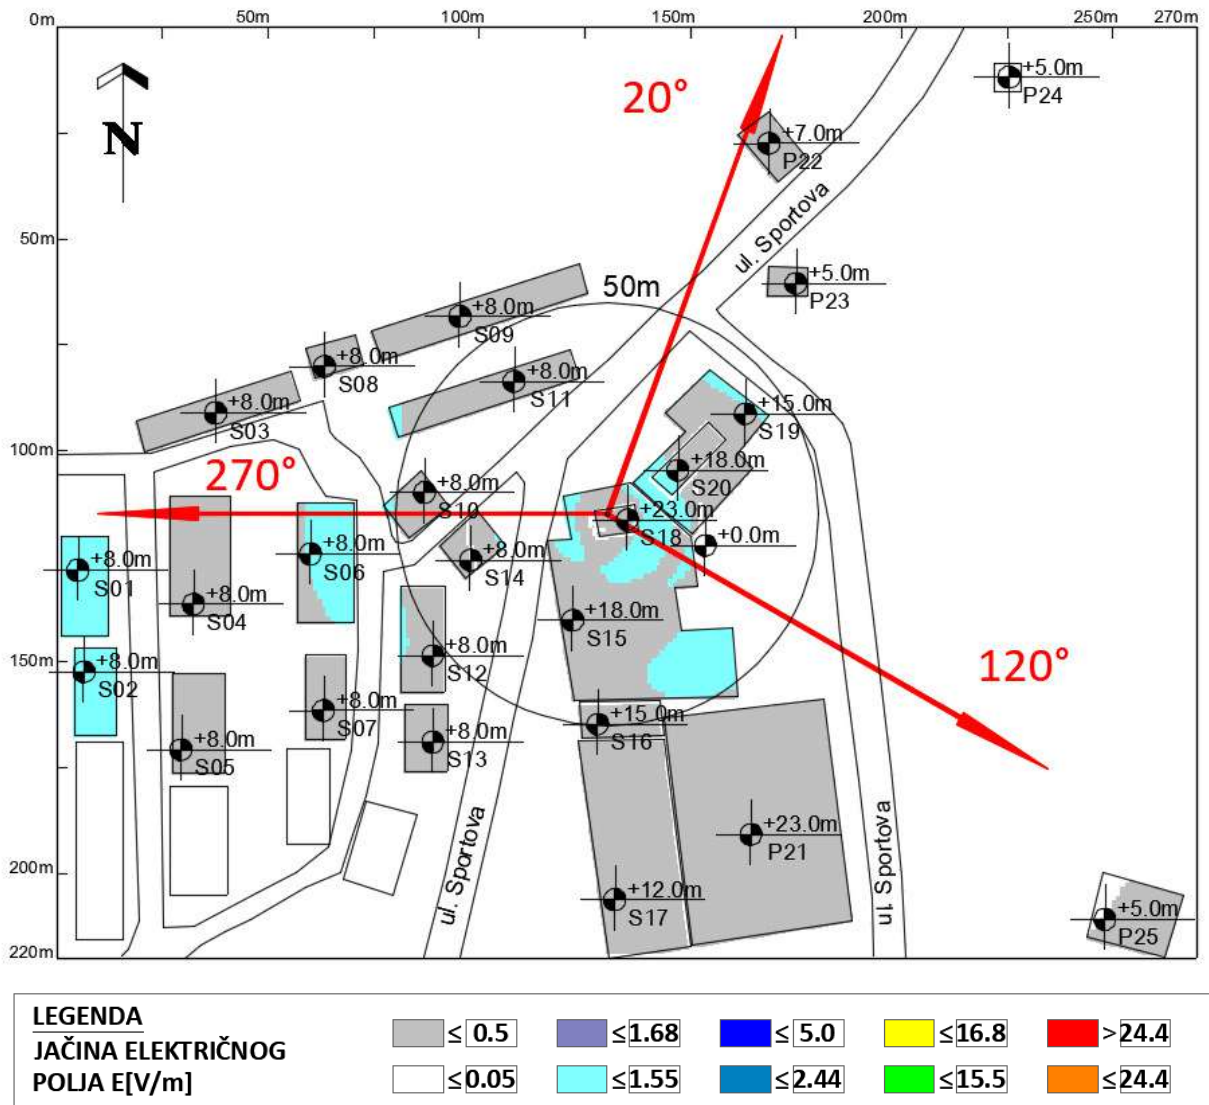 0m 50m 100m 150m 200m 250m 270m
20°
+5.0m
P24
N
+7.0m
P22
ul. Sportova
50m
+5.0m
P23
50m
+8.0m
S09
+8.0m
S08
+8.0m
S11
+8.0m
S03
+15.0m
S19
100m
270°
+18.0m
S20
+8.0m
S10
+23.0m
S18
+0.0m
+8.0m
S06
+8.0m
S14
+8.0m
S01
+8.0m
S04
+18.0m
S15
+8.0m
S12
120°
150m
+8.0m
S02
+8.0m
S07
+15.0m
S16
+8.0m
S13
+8.0m
S05
+23.0m
P21
ul. Sportova
ul. Sportova
200m
+12.0m
S17
+5.0m
P25
220m
LEGENDA
JAČINA ELEKTRIČNOG
POLJA E[V/m]
≤ 0.5 ≤ 1.68 ≤ 5.0 ≤ 16.8 > 24.4
≤ 0.05 ≤ 1.55 ≤ 2.44 ≤ 15.5 ≤ 24.4